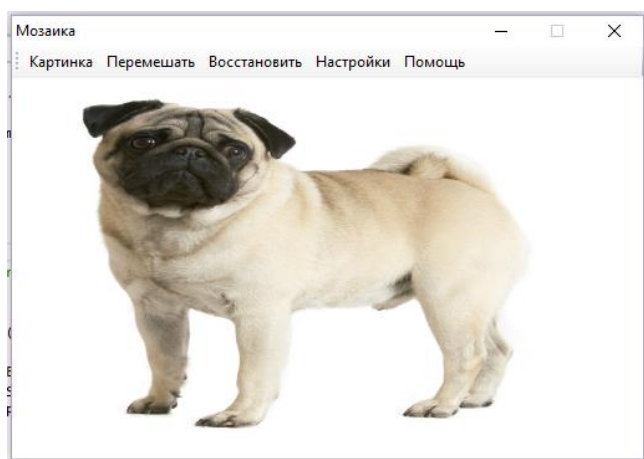 Мозаика
Картинка Перемешать Восстановить Настройки Помощь